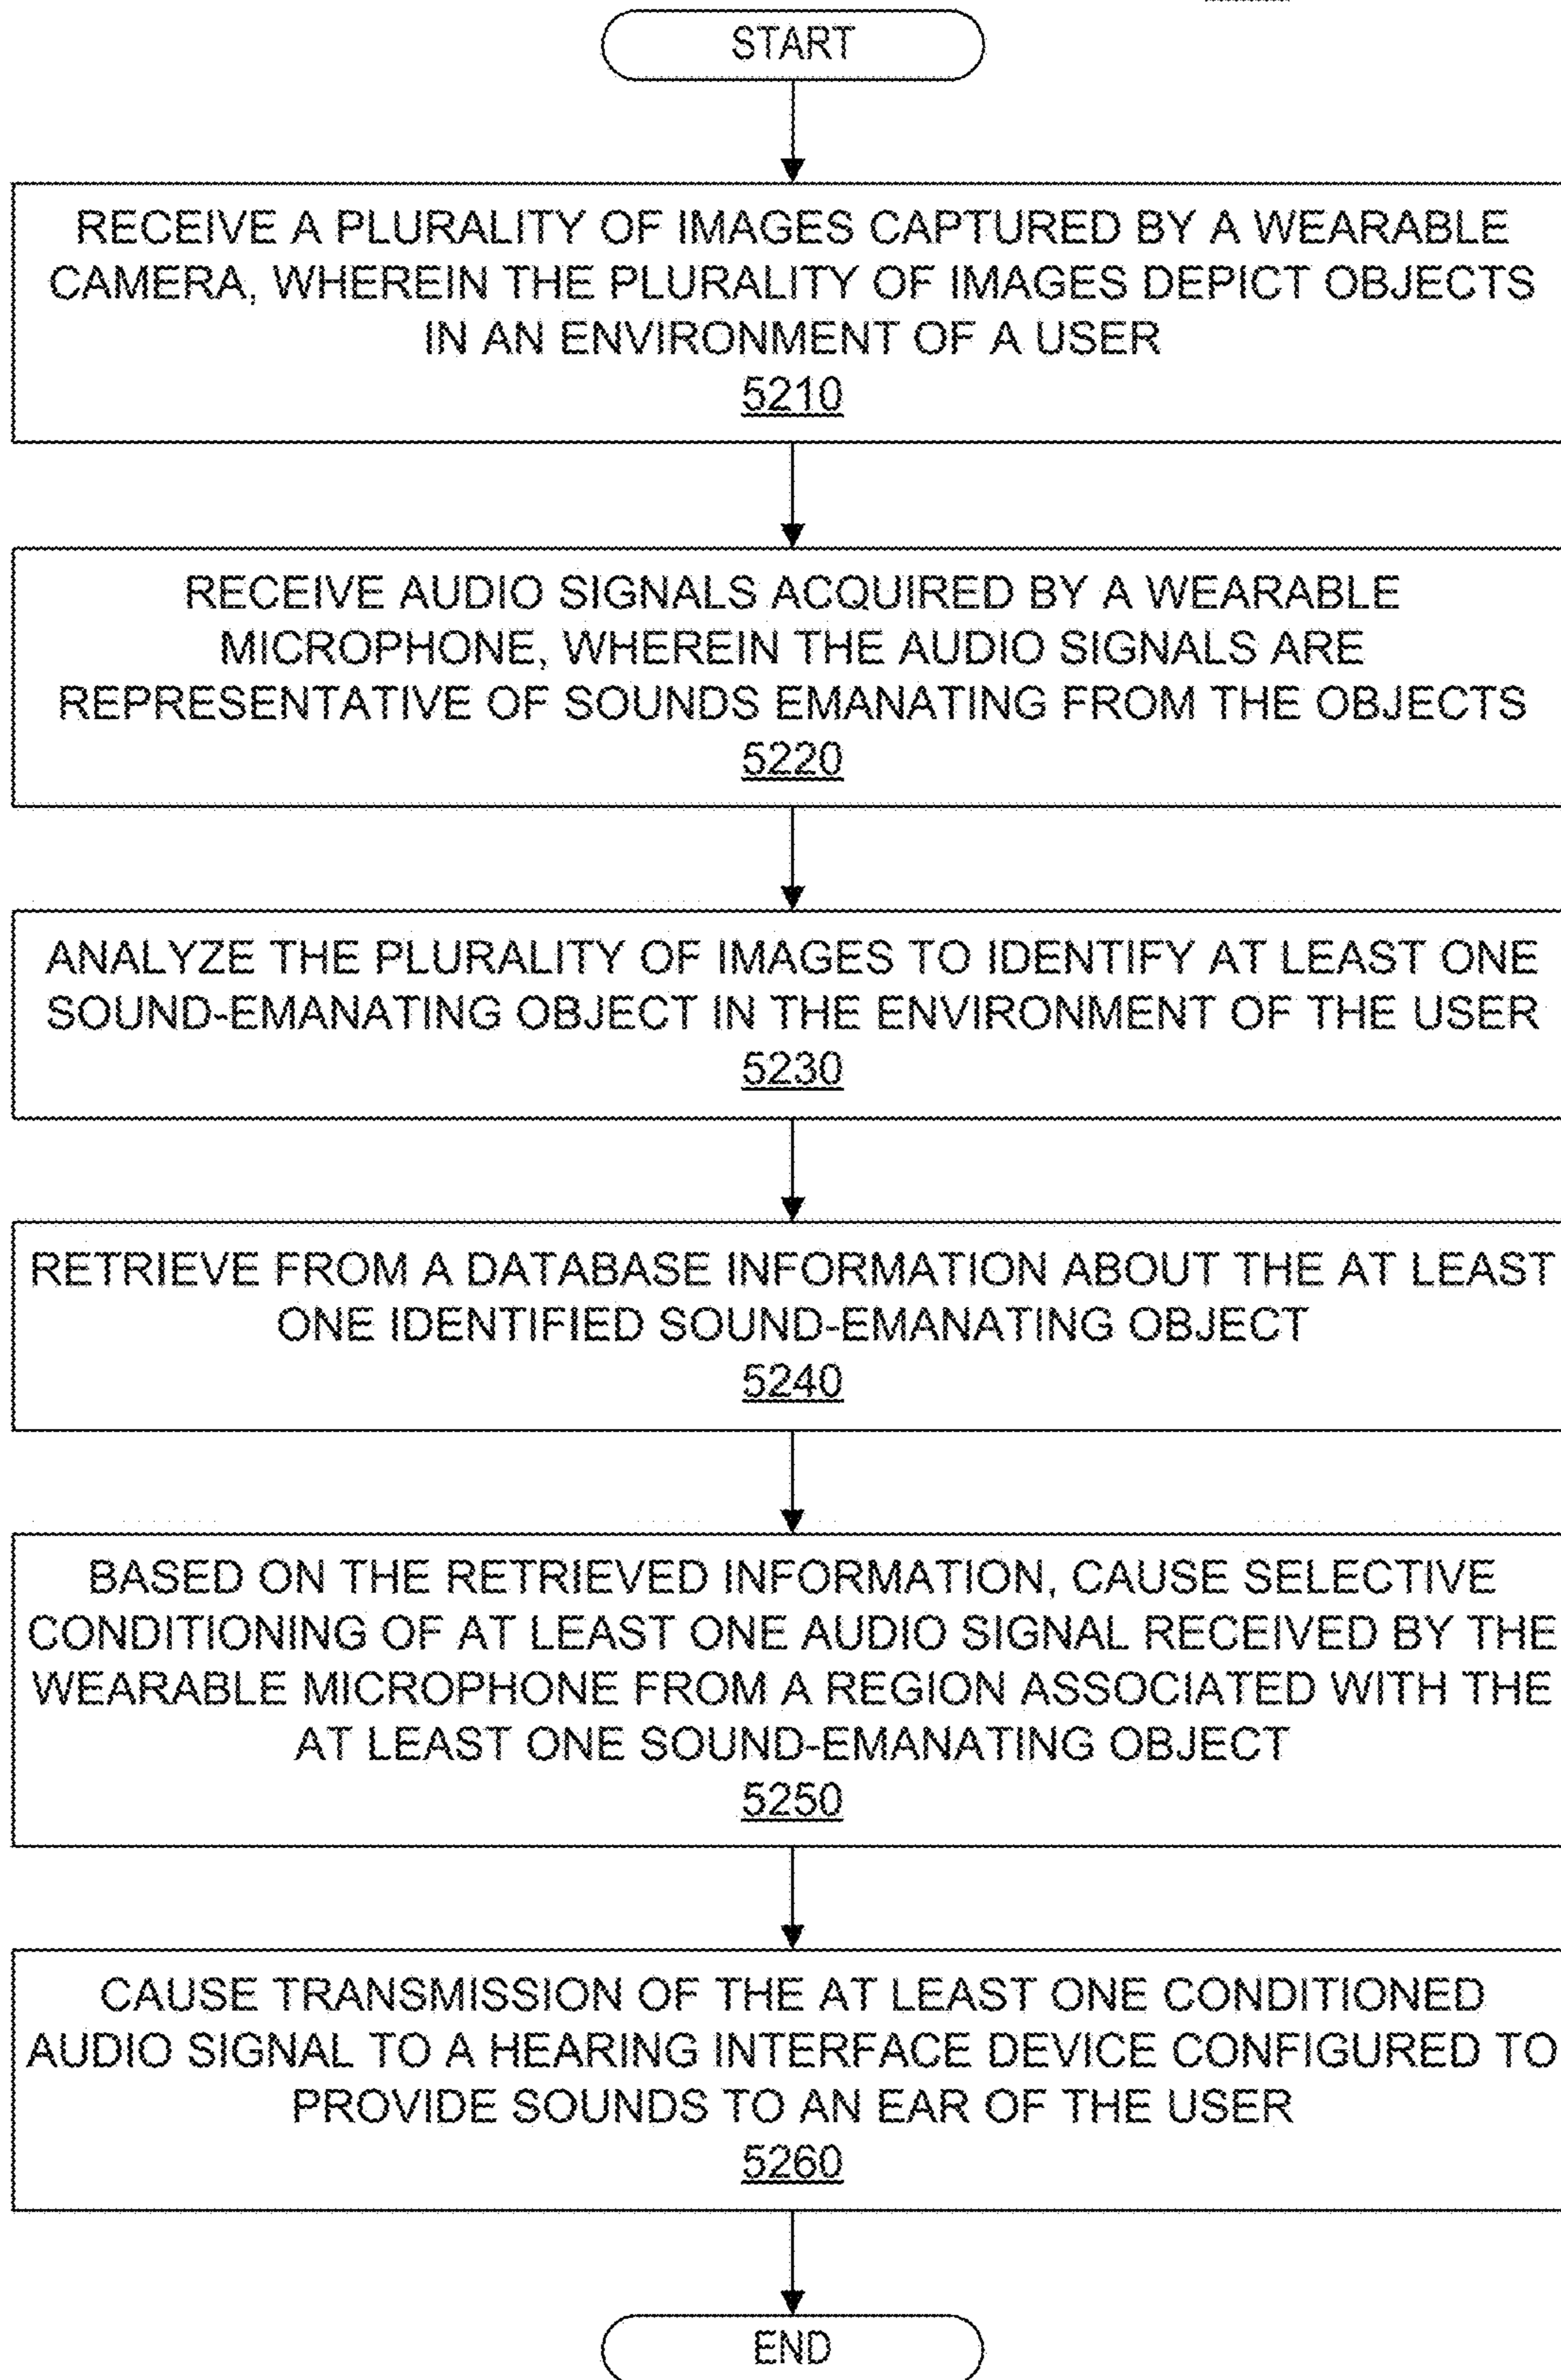 START
RECEIVE A PLURALITY OF IMAGES CAPTURED BY A WEARABLE
CAMERA, WHEREIN THE PLURALITY OF IMAGES DEPICT OBJECTS
IN AN ENVIRONMENT OF A USER
5210
RECEIVE AUDIO SIGNALS ACQUIRED BY A WEARABLE
MICROPHONE, WHEREIN THE AUDIO SIGNALS ARE
REPRESENTATIVE OF SOUNDS EMANATING FROM THE OBJECTS
5220
ANALYZE THE PLURALITY OF IMAGES TO IDENTIFY AT LEAST ONE
SOUND-EMANATING OBJECT IN THE ENVIRONMENT OF THE USER
5230
RETRIEVE FROM A DATABASE INFORMATION ABOUT THE AT LEAST
ONE IDENTIFIED SOUND-EMANATING OBJECT
5240
BASED ON THE RETRIEVED INFORMATION, CAUSE SELECTIVE
CONDITIONING OF AT LEAST ONE AUDIO SIGNAL RECEIVED BY THE
WEARABLE MICROPHONE FROM A REGION ASSOCIATED WITH THE
AT LEAST ONE SOUND-EMANATING OBJECT
5250
CAUSE TRANSMISSION OF THE AT LEAST ONE CONDITIONED
AUDIO SIGNAL TO A HEARING INTERFACE DEVICE CONFIGURED TO
PROVIDE SOUNDS TO AN EAR OF THE USER
5260
END